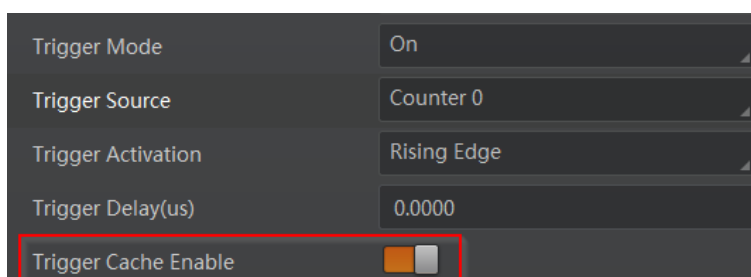 Trigger Mode On
Trigger Source Counter 0
Trigger Activation Rising Edge
Trigger Delay(us) 0.0000
Trigger Cache Enable